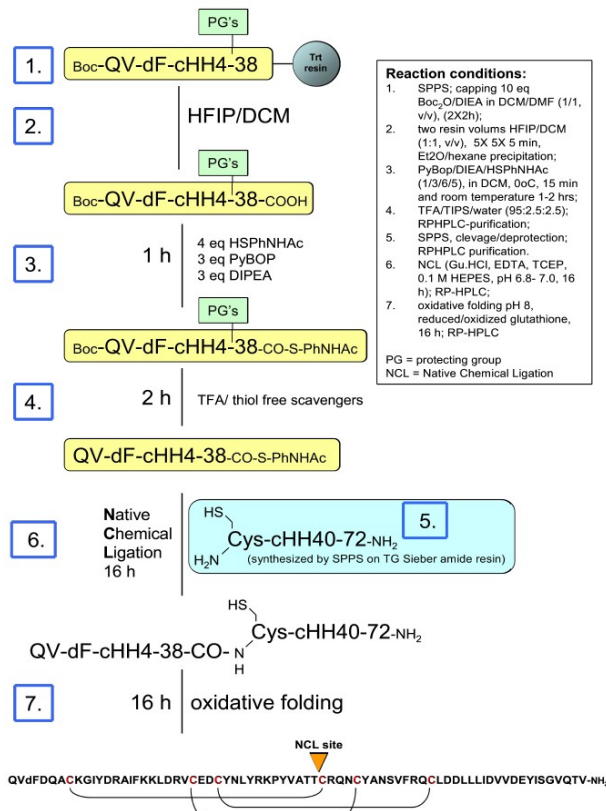 PG's
1.
Boc-QV-dF-cHH4-38
Trt
resin
2.
HFIP/DCM
PG's
Boc-QV-dF-cHH4-38-COOH
3.
1 h
4 eq HSPhNHAc
3 eq PyBOP
3 eq DIPEA
PG's
Boc-QV-dF-cHH4-38-CO-S-PhNHAc
4.
2 h
TFA/ thiol free scavengers
QV-dF-cHH4-38-CO-S-PhNHAc
6.
Native
Chemical
Ligation
16 h
HS
5.
Cys-cHH40-72-NH2
H2N
(synthesized by SPPS on TG Sieber amide resin)
HS
Cys-cHH40-72-NH2
QV-dF-cHH4-38-CO-N
H
7.
16 h
oxidative folding
NCL site
QVdFDQACKGIYDRAIFKKLDRVCEDCYNLYRKPYVATTCRQNCYANSVFRQCLDDLLLIDVVDEYISGVQTV-NH2
Reaction conditions:
1. SPPS; capping 10 eq
Boc2O/DIEA in DCM/DMF (1/1,
v/v), (2X2h);
2. two resin volums HFIP/DCM
(1:1, v/v), 5X 5X 5 min,
Et2O/hexane precipitation;
3. PyBop/DIEA/HSPhNHAc
(1/3/6/5), in DCM, 0oC, 15 min
and room temperature 1-2 hrs;
4. TFA/TIPS/water (95:2.5:2.5);
RPHPLC-purification;
5. SPPS, clevage/deprotection;
RPHPLC purification.
6. NCL (Gu.HCl, EDTA, TCEP,
0.1 M HEPES, pH 6.8- 7.0, 16
h); RP-HPLC;
7. oxidative folding pH 8,
reduced/oxidized glutathione,
16 h; RP-HPLC
PG = protecting group
NCL = Native Chemical Ligation